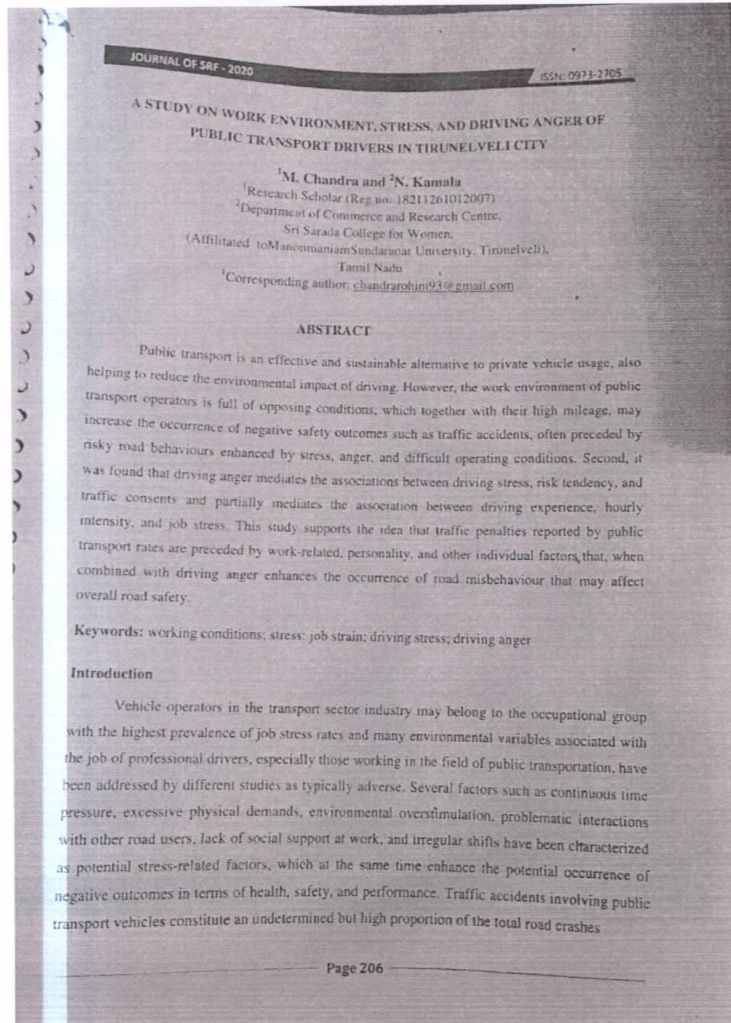 JOURNAL OF SRF - 2020
ISSN: 0973-2705
A STUDY ON WORK ENVIRONMENT, STRESS, AND DRIVING ANGER OF
PUBLIC TRANSPORT DRIVERS IN TIRUNELVELI CITY
¹M. Chandra and ²N. Kamala
¹Research Scholar (Reg no: 18211261012007)
²Department of Commerce and Research Centre,
Sri Sarada College for Women,
(Affilitated toManonmaniamSundaranar University, Tirunelveli),
Tamil Nadu
¹Corresponding author: chandrarohini93@gmail.com
ABSTRACT
Public transport is an effective and sustainable alternative to private vehicle usage, also
helping to reduce the environmental impact of driving. However, the work environment of public
transport operators is full of opposing conditions, which together with their high mileage, may
increase the occurrence of negative safety outcomes such as traffic accidents, often preceded by
risky road behaviours enhanced by stress, anger, and difficult operating conditions. Second, it
was found that driving anger mediates the associations between driving stress, risk tendency, and
traffic consents and partially mediates the association between driving experience, hourly
intensity, and job stress. This study supports the idea that traffic penalties reported by public
transport rates are preceded by work-related, personality, and other individual factors, that, when
combined with driving anger enhances the occurrence of road misbehaviour that may affect
overall road safety.
Keywords: working conditions; stress: job strain; driving stress; driving anger
Introduction
Vehicle operators in the transport sector industry may belong to the occupational group
with the highest prevalence of job stress rates and many environmental variables associated with
the job of professional drivers, especially those working in the field of public transportation, have
been addressed by different studies as typically adverse. Several factors such as continuous time
pressure, excessive physical demands, environmental overstimulation, problematic interactions
with other road users, lack of social support at work, and irregular shifts have been characterized
as potential stress-related factors, which at the same time enhance the potential occurrence of
negative outcomes in terms of health, safety, and performance. Traffic accidents involving public
transport vehicles constitute an undetermined but high proportion of the total road crashes
Page 206